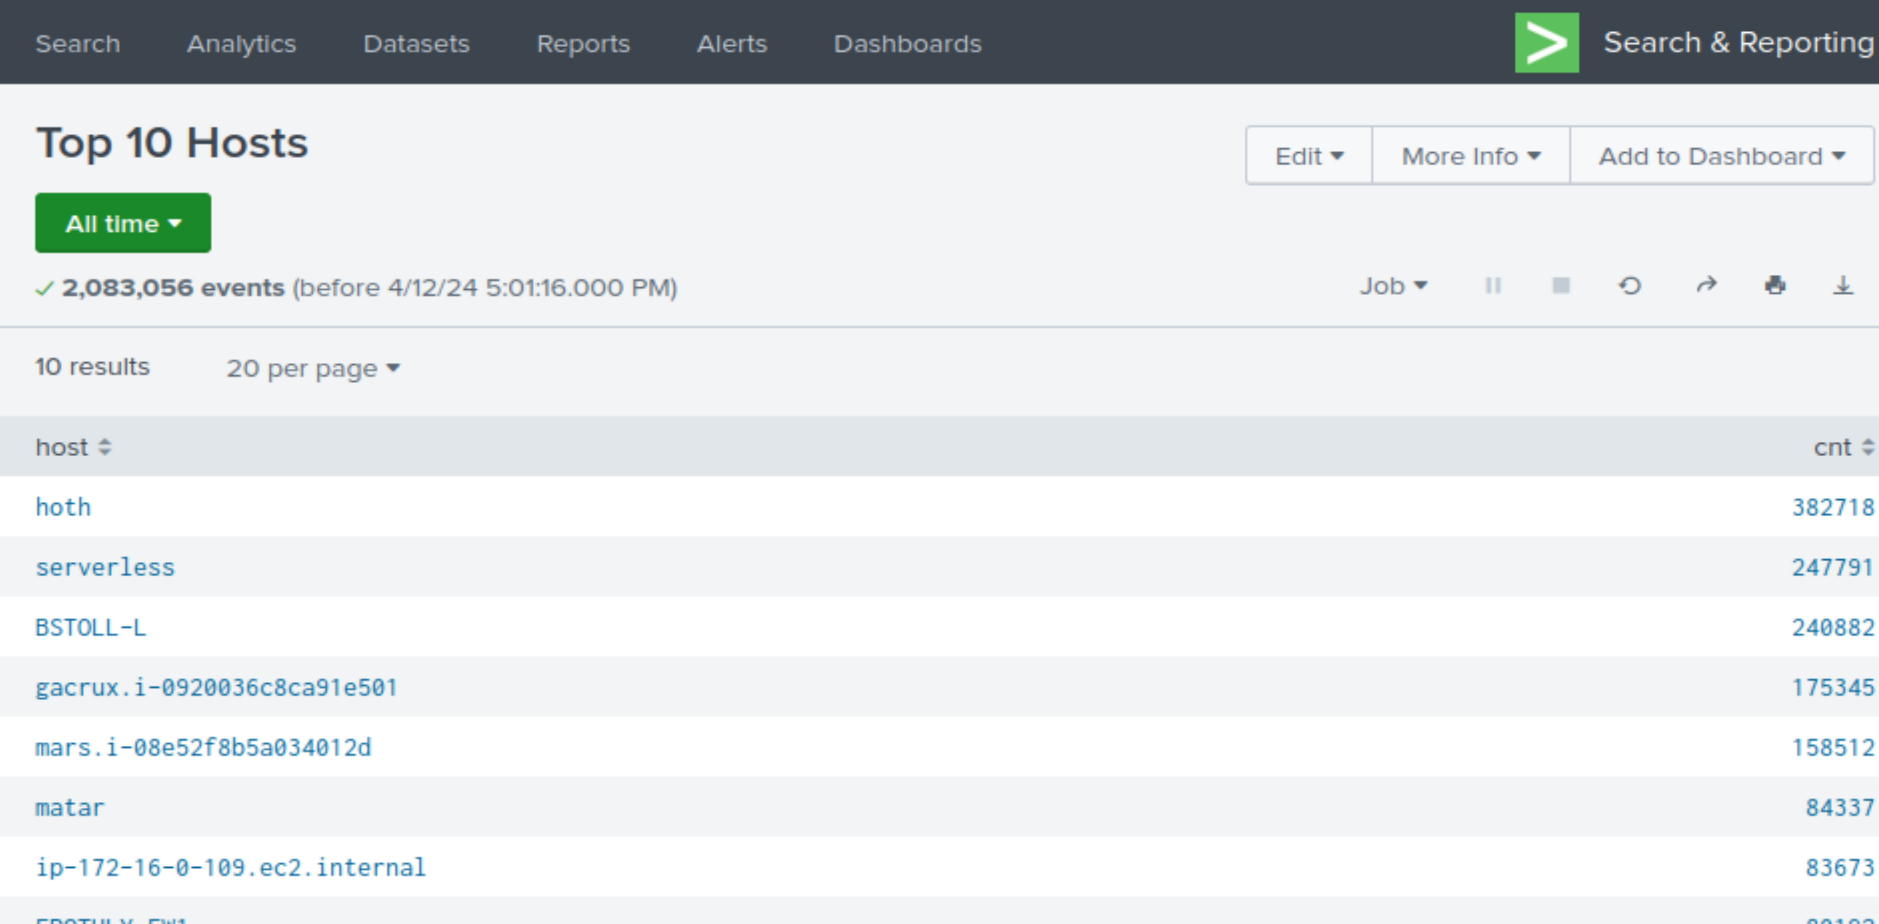 Search Analytics Datasets Reports Alerts Dashboards Search & Reporting
Top 10 Hosts
Edit More Info Add to Dashboard
All time
2,083,056 events (before 4/12/24 5:01:16.000 PM)
Job
10 results 20 per page
host cnt
hoth 382718
serverless 247791
BSTOLL-L 240882
gacrux.i-0920036c8ca91e501 175345
mars.i-08e52f8b5a034012d 158512
matar 84337
ip-172-16-0-109.ec2.internal 83673